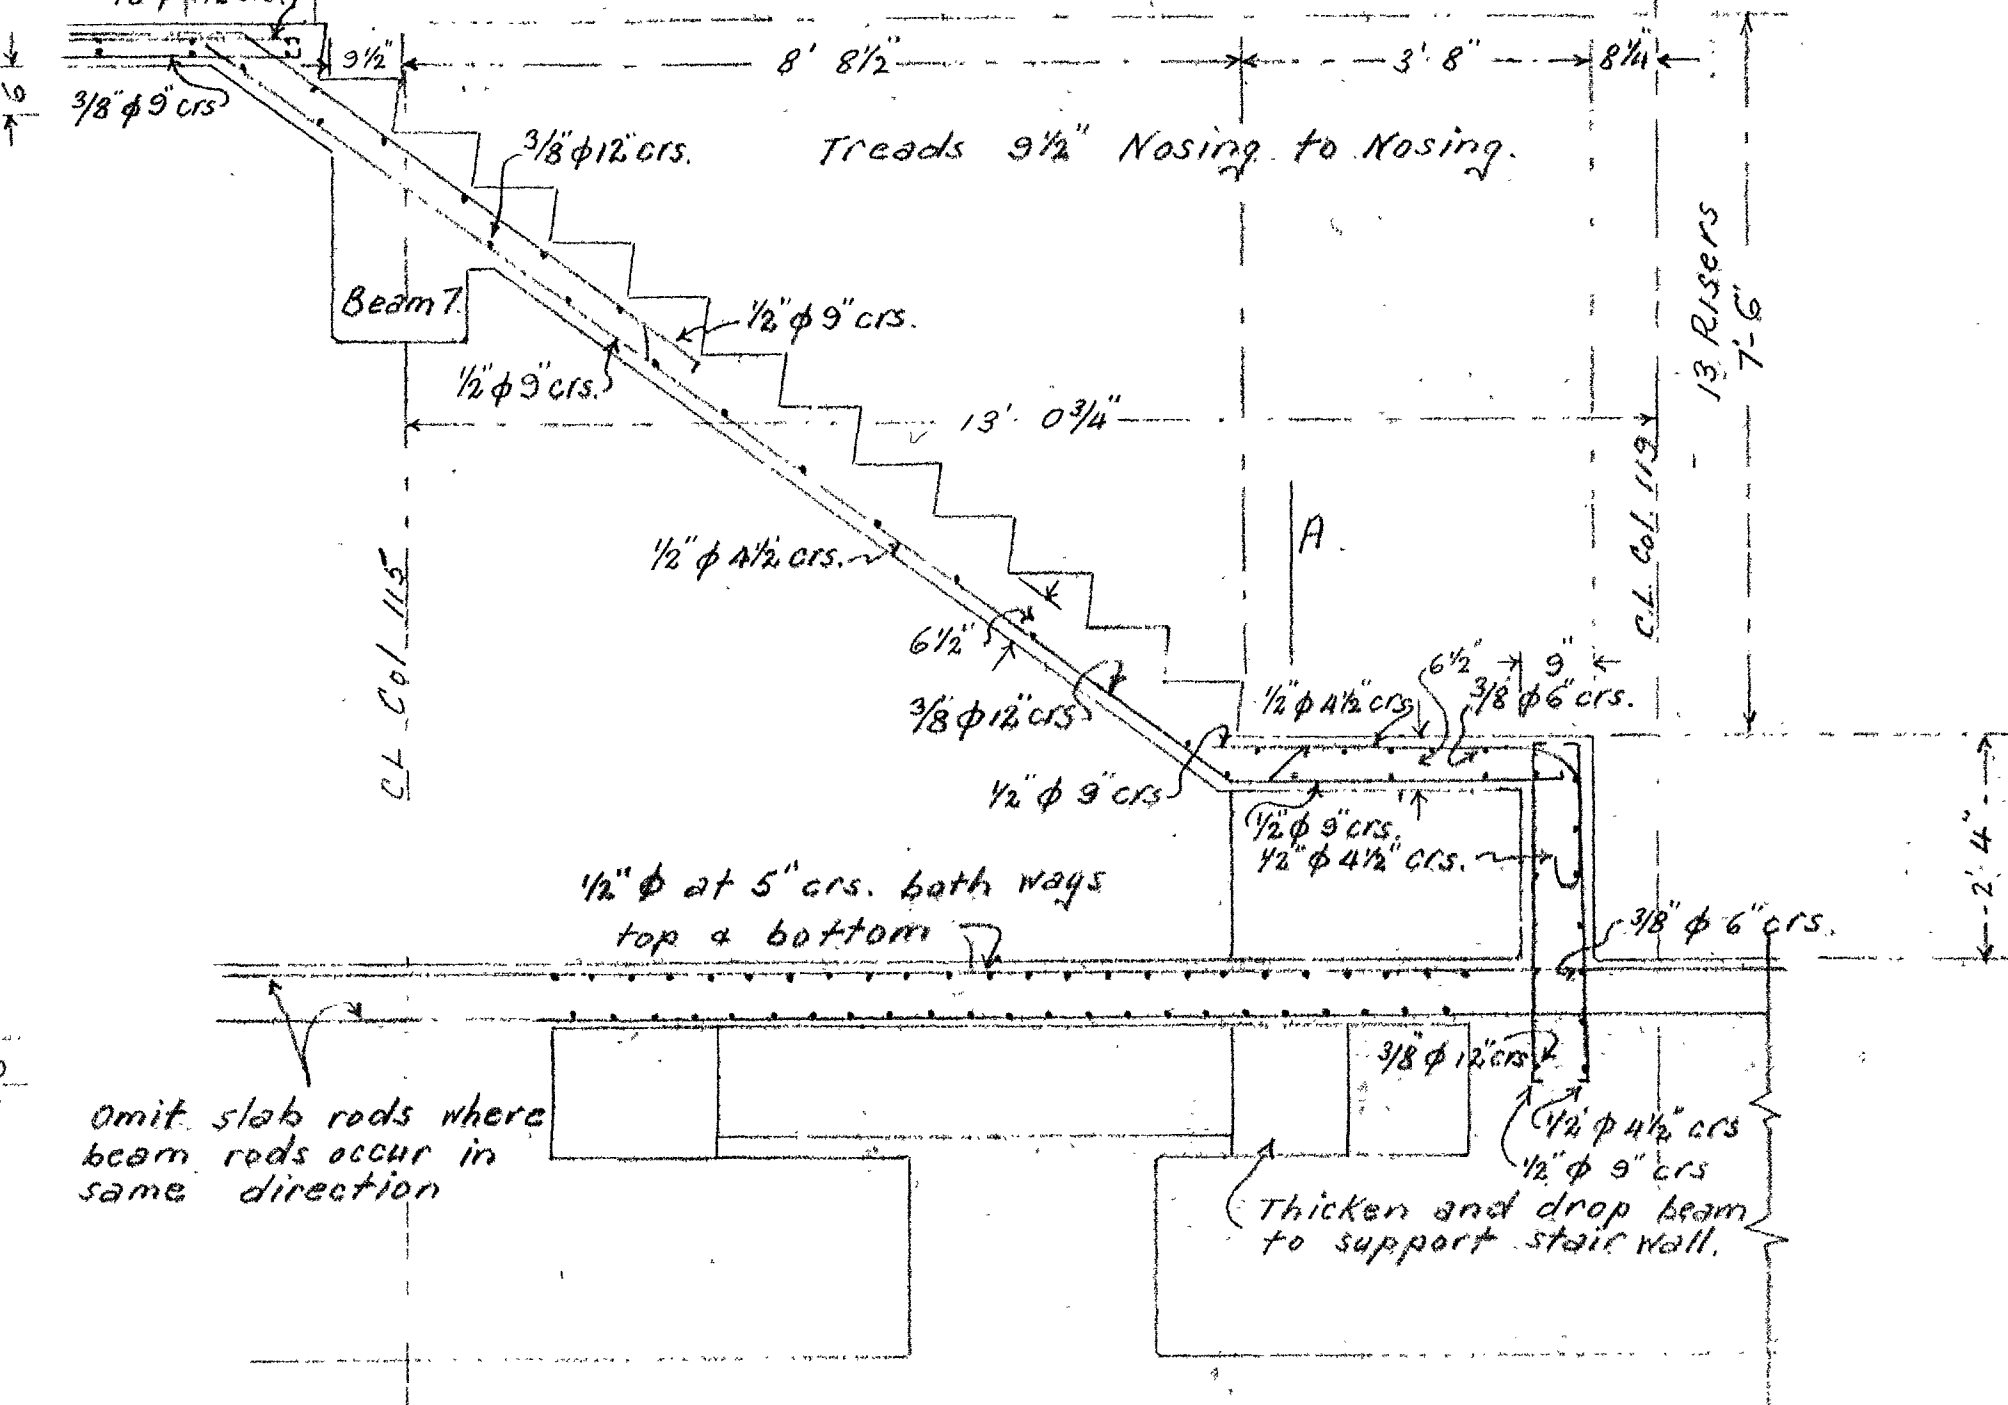 9½"
8' 8½"
3' 8"
8¼"
6
3/8" ϕ 9" crs
3/8" ϕ 12" crs.
Treads 9½" Nosing to Nosing.
13 Risers
7'-6"
Beam 7.
½" ϕ 9" crs.
½" ϕ 9" crs.
13' 0¾"
CL Col 115
½" ϕ 4½ crs.
A.
C.L. Col. 119
6½"
3/8" ϕ 12" crs
½" ϕ 9" crs
6½"
9"
½" ϕ 4½" crs
3/8" ϕ 6" crs.
½" ϕ 9" crs.
½" ϕ 4½" crs.
2' 4"
½" ϕ at 5" crs. both ways
top & bottom
3/8" ϕ 6" crs.
3/8" ϕ 12" crs
Omit slab rods where
beam rods occur in
same direction
½" ϕ 4½" crs
½" ϕ 9" crs
Thicken and drop beam
to support stair wall.